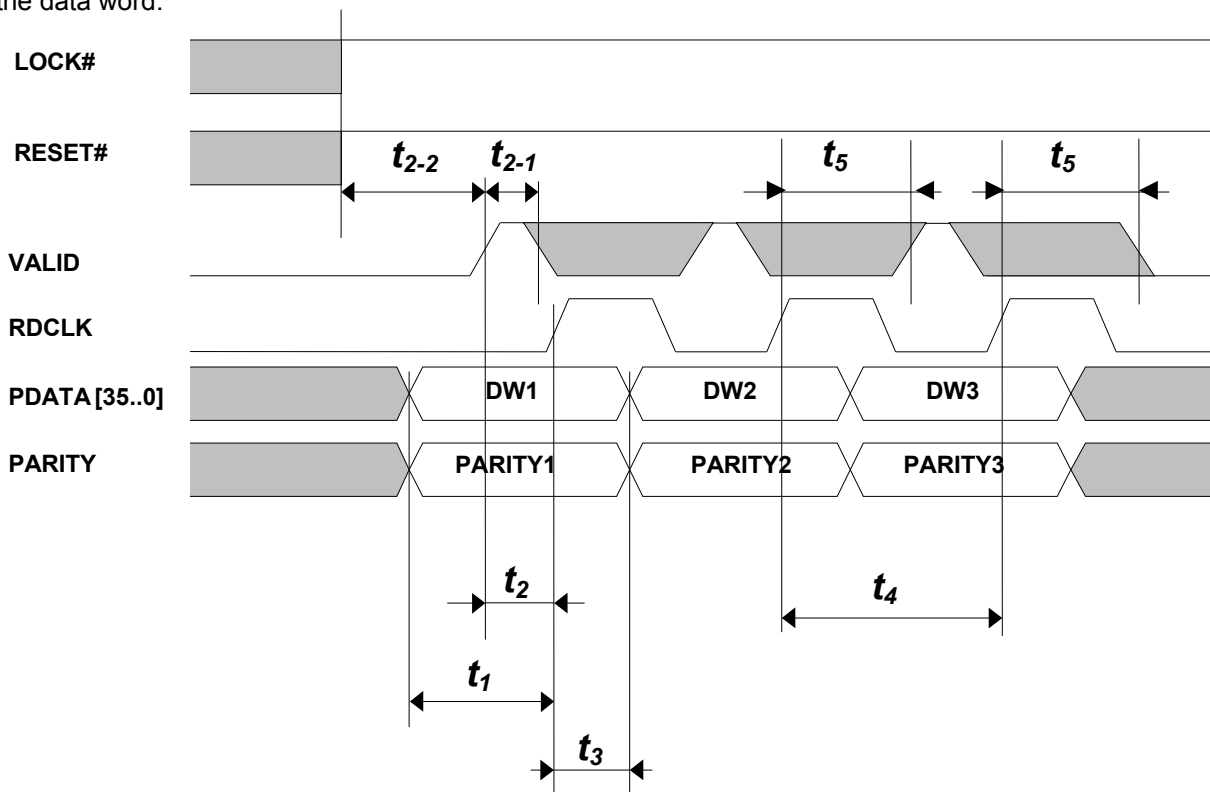 the data word.
LOCK#
RESET#
t2-2 t2-1 t5 t5
VALID
RDCLK
PDATA [35..0] DW1 DW2 DW3
PARITY PARITY1 PARITY2 PARITY3
t2 t4
t1
t3